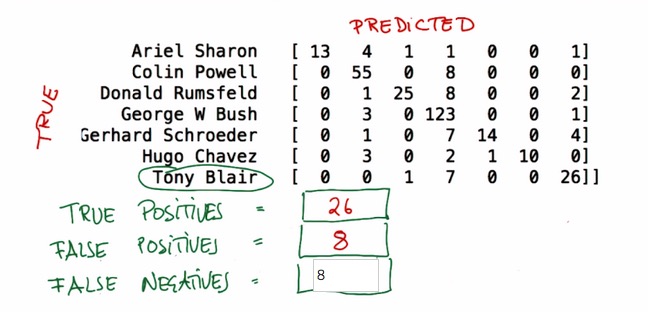 PREDICTED
TRUE
Ariel Sharon [ 13 4 1 1 0 0 1]
Colin Powell [ 0 55 0 8 0 0 0]
Donald Rumsfeld [ 0 1 25 8 0 0 2]
George W Bush [ 0 3 0 123 0 0 1]
Gerhard Schroeder [ 0 1 0 7 14 0 4]
Hugo Chavez [ 0 3 0 2 1 10 0]
Tony Blair [ 0 0 1 7 0 0 26]]
TRUE POSITIVES = 26
FALSE POSITIVES = 8
FALSE NEGATIVES = 8